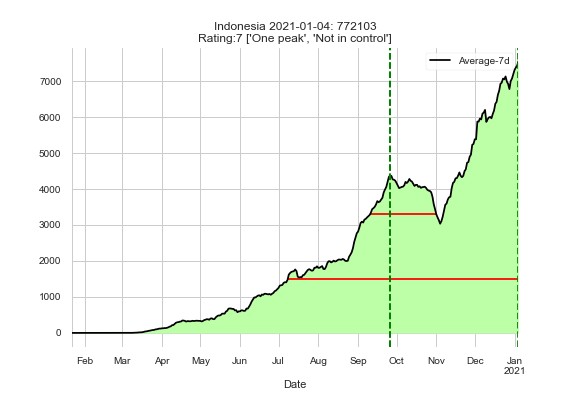 Indonesia 2021-01-04: 772103
Rating:7 ['One peak', 'Not in control']
Average-7d
7000
6000
5000
4000
3000
2000
1000
0
Feb Mar Apr May Jun Jul Aug Sep Oct Nov Dec Jan
2021
Date